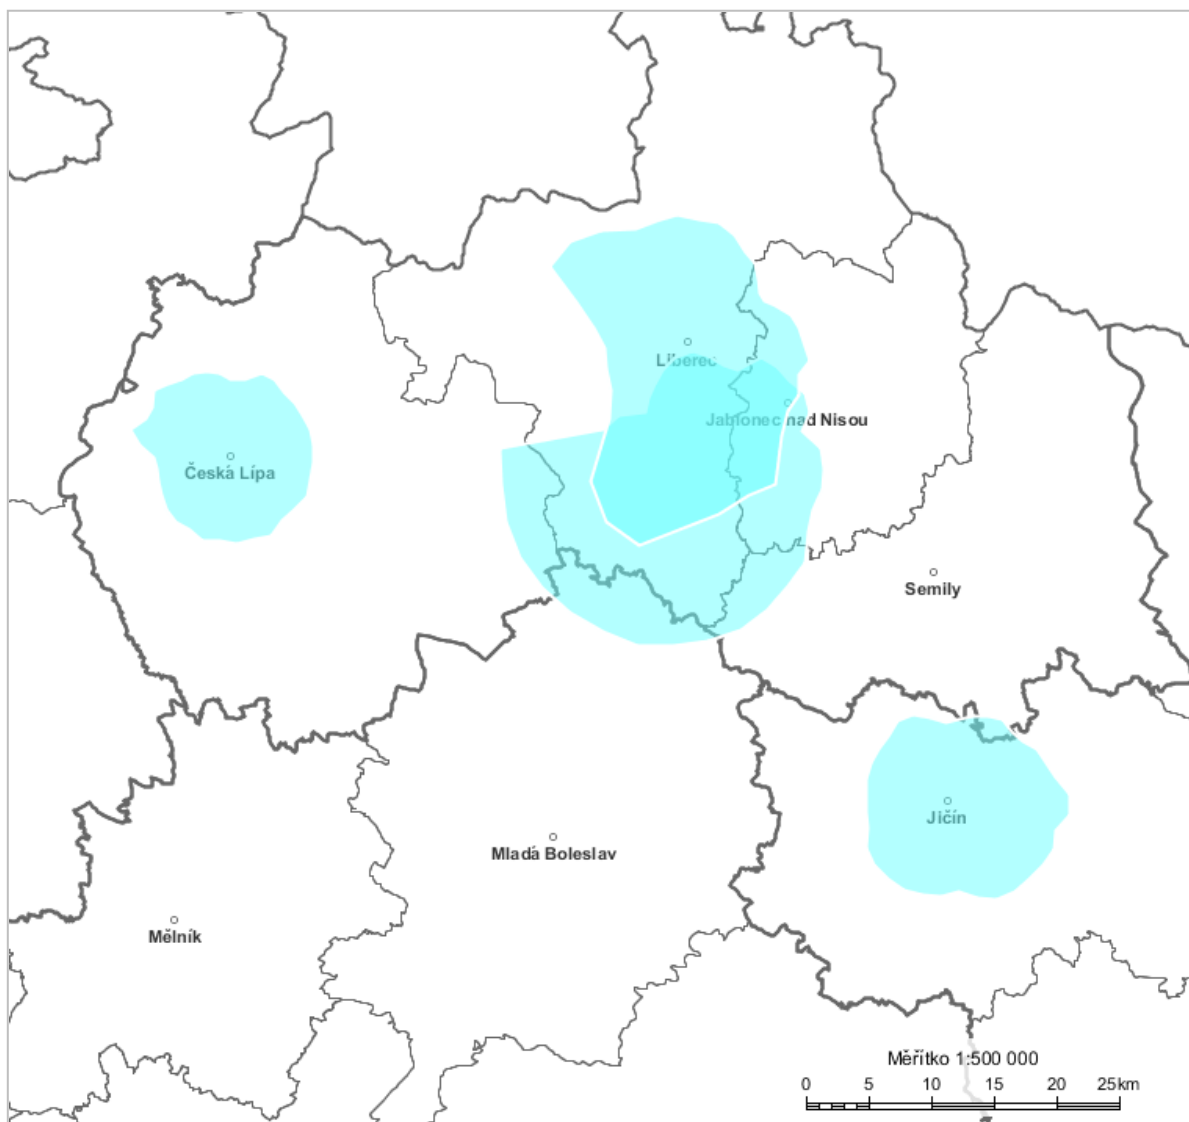 Liberec
Jablonec nad Nisou
Česká Lípa
Semily
Jičín
Mladá Boleslav
Mělník
Měřítko 1:500 000
0 5 10 15 20 25km